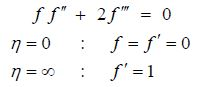 f f″ + 2f‴ = 0
η = 0 : f = f′ = 0
η = ∞ : f′ = 1